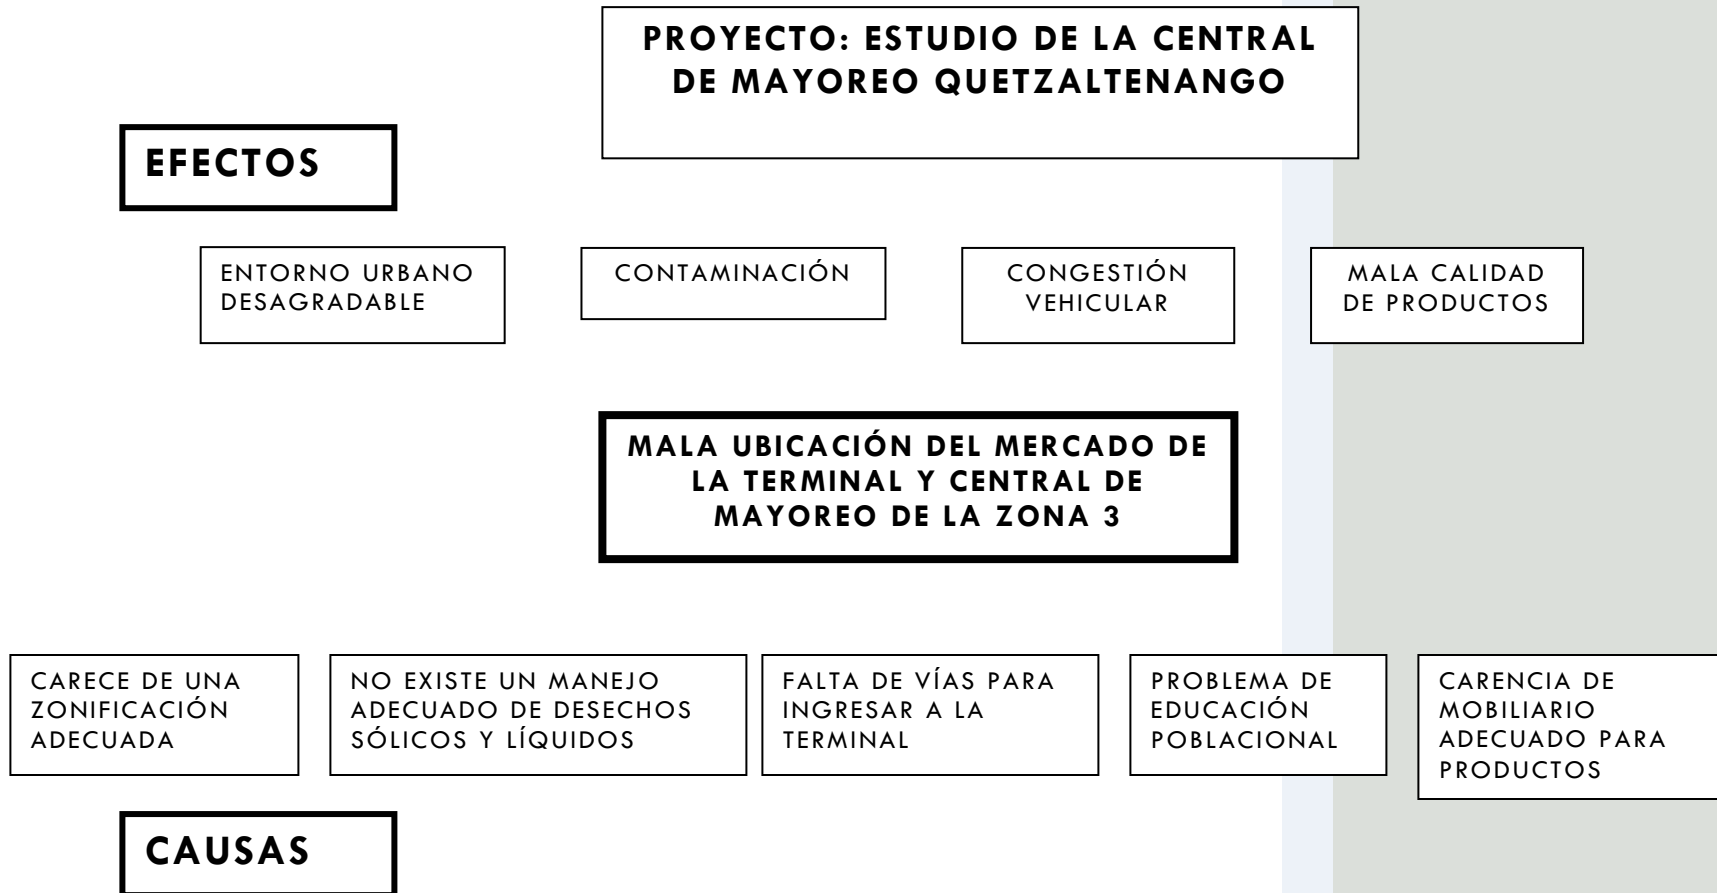 PROYECTO: ESTUDIO DE LA CENTRAL
DE MAYOREO QUETZALTENANGO
EFECTOS
ENTORNO URBANO
DESAGRADABLE
CONTAMINACIÓN
CONGESTIÓN
VEHICULAR
MALA CALIDAD
DE PRODUCTOS
MALA UBICACIÓN DEL MERCADO DE
LA TERMINAL Y CENTRAL DE
MAYOREO DE LA ZONA 3
CARECE DE UNA
ZONIFICACIÓN
ADECUADA
NO EXISTE UN MANEJO
ADECUADO DE DESECHOS
SÓLICOS Y LÍQUIDOS
FALTA DE VÍAS PARA
INGRESAR A LA
TERMINAL
PROBLEMA DE
EDUCACIÓN
POBLACIONAL
CARENCIA DE
MOBILIARIO
ADECUADO PARA
PRODUCTOS
CAUSAS